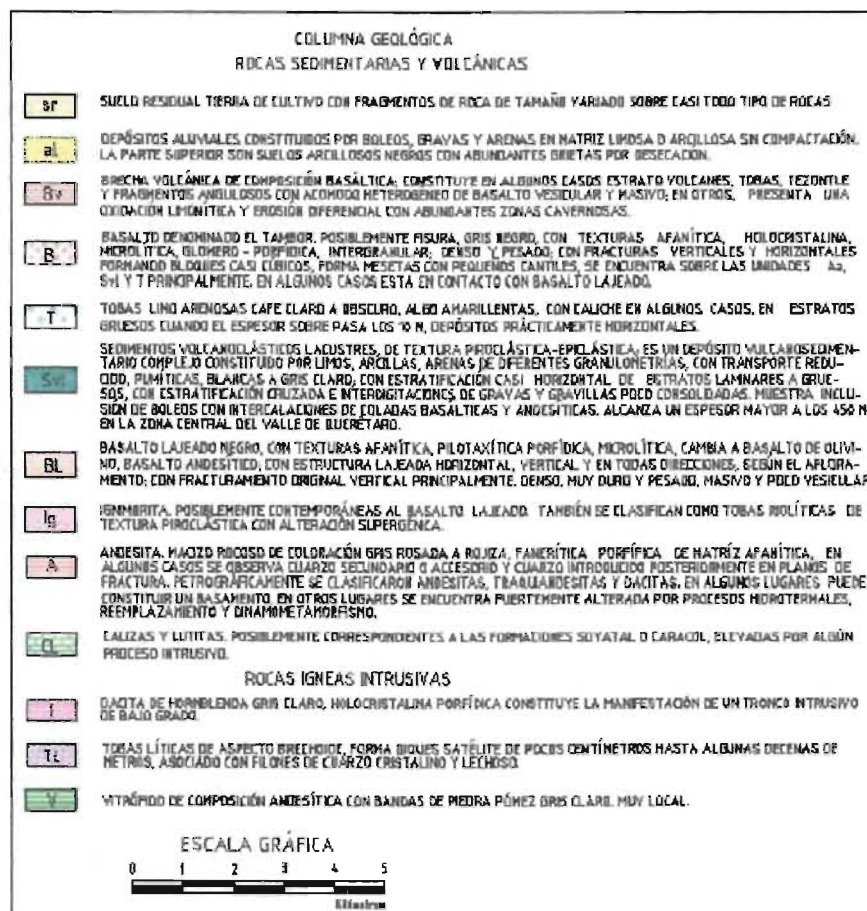 COLUMNA GEOLÓGICA
ROCAS SEDIMENTARIAS Y VOLCÁNICAS
sr
SUELO RESIDUAL TIERRA DE CULTIVO CON FRAGMENTOS DE ROCA DE TAMAÑO VARIADO SOBRE CASI TODO TIPO DE ROCAS
al
DEPÓSITOS ALUVIALES CONSTITUIDOS POR BOLEOS, GRAVAS Y ARENAS EN MATRIZ LIMOSA O ARCILLOSA SIN COMPACTACIÓN.
LA PARTE SUPERIOR SON SUELOS ARCILLOSOS NEGROS CON ABUNDANTES GRIETAS POR DESECACIÓN.
Bv
BRECHA VOLCÁNICA DE COMPOSICIÓN BASÁLTICA; CONSTITUYE EN ALGUNOS CASOS ESTRATO VOLCANES, TOBAS, TEZONTLE
Y FRAGMENTOS ANGULOSOS CON ACOMODO HETEROGENEO DE BASALTO VESICULAR Y MASIVO; EN OTROS, PRESENTA UNA
OXIDACIÓN LIMONITICA Y EROSIÓN DIFERENCIAL CON ABUNDANTES ZONAS CAVERNOSAS.
B
BASALTO DENOMINADO EL TAMBOR. POSIBLEMENTE FISURA, GRIS NEGRO, CON TEXTURAS AFANÍTICA, HOLOCRISTALINA,
MICROLITICA, GLOMERO - PORFIDICA, INTERGRANULAR; DENSO Y PESADO; CON FRACTURAS VERTICALES Y HORIZONTALES
FORMANDO BLOQUES CASI CUBICOS, FORMA MESETAS CON PEQUENOS CANTILES, SE ENCUENTRA SOBRE LAS UNIDADES
Svl Y T PRINCIPALMENTE. EN ALGUNOS CASOS ESTA EN CONTACTO CON BASALTO LAJEADO.
T
TOBAS LIMO ARENOSAS CAFE CLARO A OBSCURO, ALGO AMARILLENTAS, CON CALICHE EN ALGUNOS CASOS, EN ESTRATOS
GRUESOS CUANDO EL ESPESOR SOBRE PASA LOS 10 M, DEPÓSITOS PRÁCTICAMENTE HORIZONTALES.
Svl
SEDIMENTOS VOLCANOCLÁSTICOS LACUSTRES, DE TEXTURA PIROCLÁSTICA-EPICLÁSTICA; ES UN DEPÓSITO VULCANOSEDIMEN-
TARIO COMPLEJO CONSTITUIDO POR LIMOS, ARCILLAS, ARENAS DE DIFERENTES GRANULOMETRÍAS, CON TRANSPORTE REDU-
CIDO, PUMÍTICAS, BLANCAS A GRIS CLARO; CON ESTRATIFICACIÓN CASI HORIZONTAL DE ESTRATOS LAMINARES A GRUE-
SOS, CON ESTRATIFICACIÓN CRUZADA E INTERDIGITACIONES DE GRAVAS Y GRAVILLAS POCO CONSOLIDADAS. MUESTRA INCLU-
SIÓN DE BOLEOS CON INTERCALACIONES DE COLADAS BASÁLTICAS Y ANDESÍTICAS. ALCANZA UN ESPESOR MAYOR A LOS 450 M
EN LA ZONA CENTRAL DEL VALLE DE QUERÉTARO.
BL
BASALTO LAJEADO NEGRO, CON TEXTURAS AFANÍTICA, PILOTAXÍTICA PORFÍDICA, MICROLÍTICA, CAMBIA A BASALTO DE OLIVI-
NO, BASALTO ANDESITICO, CON ESTRUCTURA LAJEADA HORIZONTAL, VERTICAL Y EN TODAS DIRECCIONES, SEGÚN EL AFLORA-
MIENTO; CON FRACTURAMIENTO ORIGINAL VERTICAL PRINCIPALMENTE. DENSO, MUY DURO Y PESADO, MASIVO Y POCO VESICULAR
Ig
IGNIMBRITA. POSIBLEMENTE CONTEMPORÁNEAS AL BASALTO LAJEADO. TAMBIÉN SE CLASIFICAN COMO TOBAS RIOLÍTICAS DE
TEXTURA PIROCLÁSTICA CON ALTERACIÓN SUPERGÉNICA.
A
ANDESITA. MACIZO ROCOSO DE COLORACIÓN GRIS ROSADA A ROJIZA, FANERÍTICA PORFÍFICA DE MATRÍZ AFANÍTICA, EN
ALGUNOS CASOS SE OBSERVA CUARZO SECUNDARIO O ACCESORIO Y CUARZO INTRODUCIDO POSTERIORMENTE EN PLANOS DE
FRACTURA. PETROGRÁFICAMENTE SE CLASIFICARON ANDESITAS, TRAQUIANDESITAS Y DACITAS. EN ALGUNOS LUGARES PUEDE
CONSTITUIR UN BASAMENTO. EN OTROS LUGARES SE ENCUENTRA FUERTEMENTE ALTERADA POR PROCESOS HIDROTERMALES,
REEMPLAZAMIENTO Y DINAMOMETAMORFISMO.
CL
CALIZAS Y LUTITAS. POSIBLEMENTE CORRESPONDIENTES A LAS FORMACIONES SOYATAL O CARACOL, ELEVADAS POR ALGÚN
PROCESO INTRUSIVO.
ROCAS IGNEAS INTRUSIVAS
I
DACITA DE HORNBLENDA GRIS CLARO, HOLOCRISTALINA PORFÍDICA CONSTITUYE LA MANIFESTACIÓN DE UN TRONCO INTRUSIVO
DE BAJO GRADO.
TL
TOBAS LÍTICAS DE ASPECTO BRECHOIDE, FORMA DIQUES SATÉLITE DE POCOS CENTÍMETROS HASTA ALGUNAS DECENAS DE
METROS, ASOCIADO CON FILONES DE CUARZO CRISTALINO Y LECHOSO.
V
VITRÓFIDO DE COMPOSICIÓN ANDESÍTICA CON BANDAS DE PIEDRA PÓMEZ GRIS CLARO. MUY LOCAL.
ESCALA GRÁFICA
0 1 2 3 4 5
Kilómetros